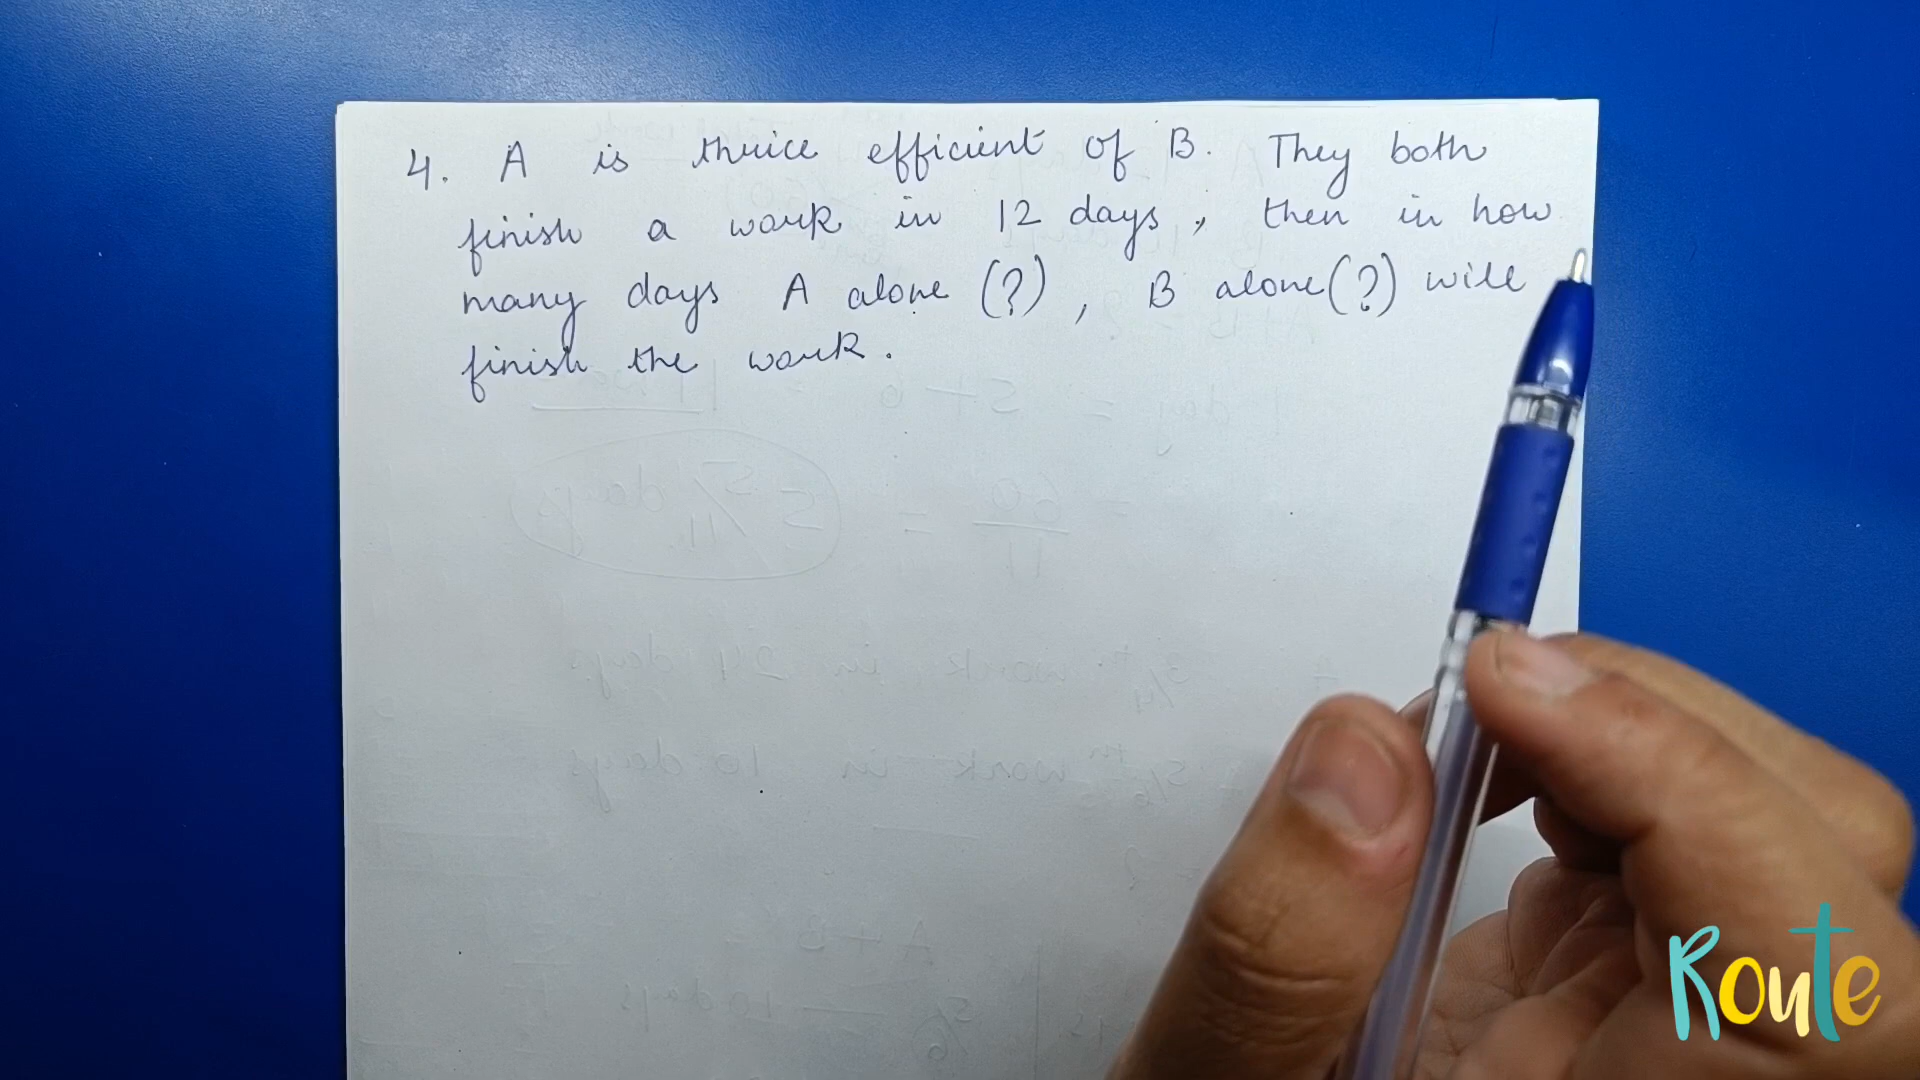 4. A is thrice efficient of B. They both
finish a work in 12 days, then in how
many days A alone (?), B alone (?) will
finish the work.
Route